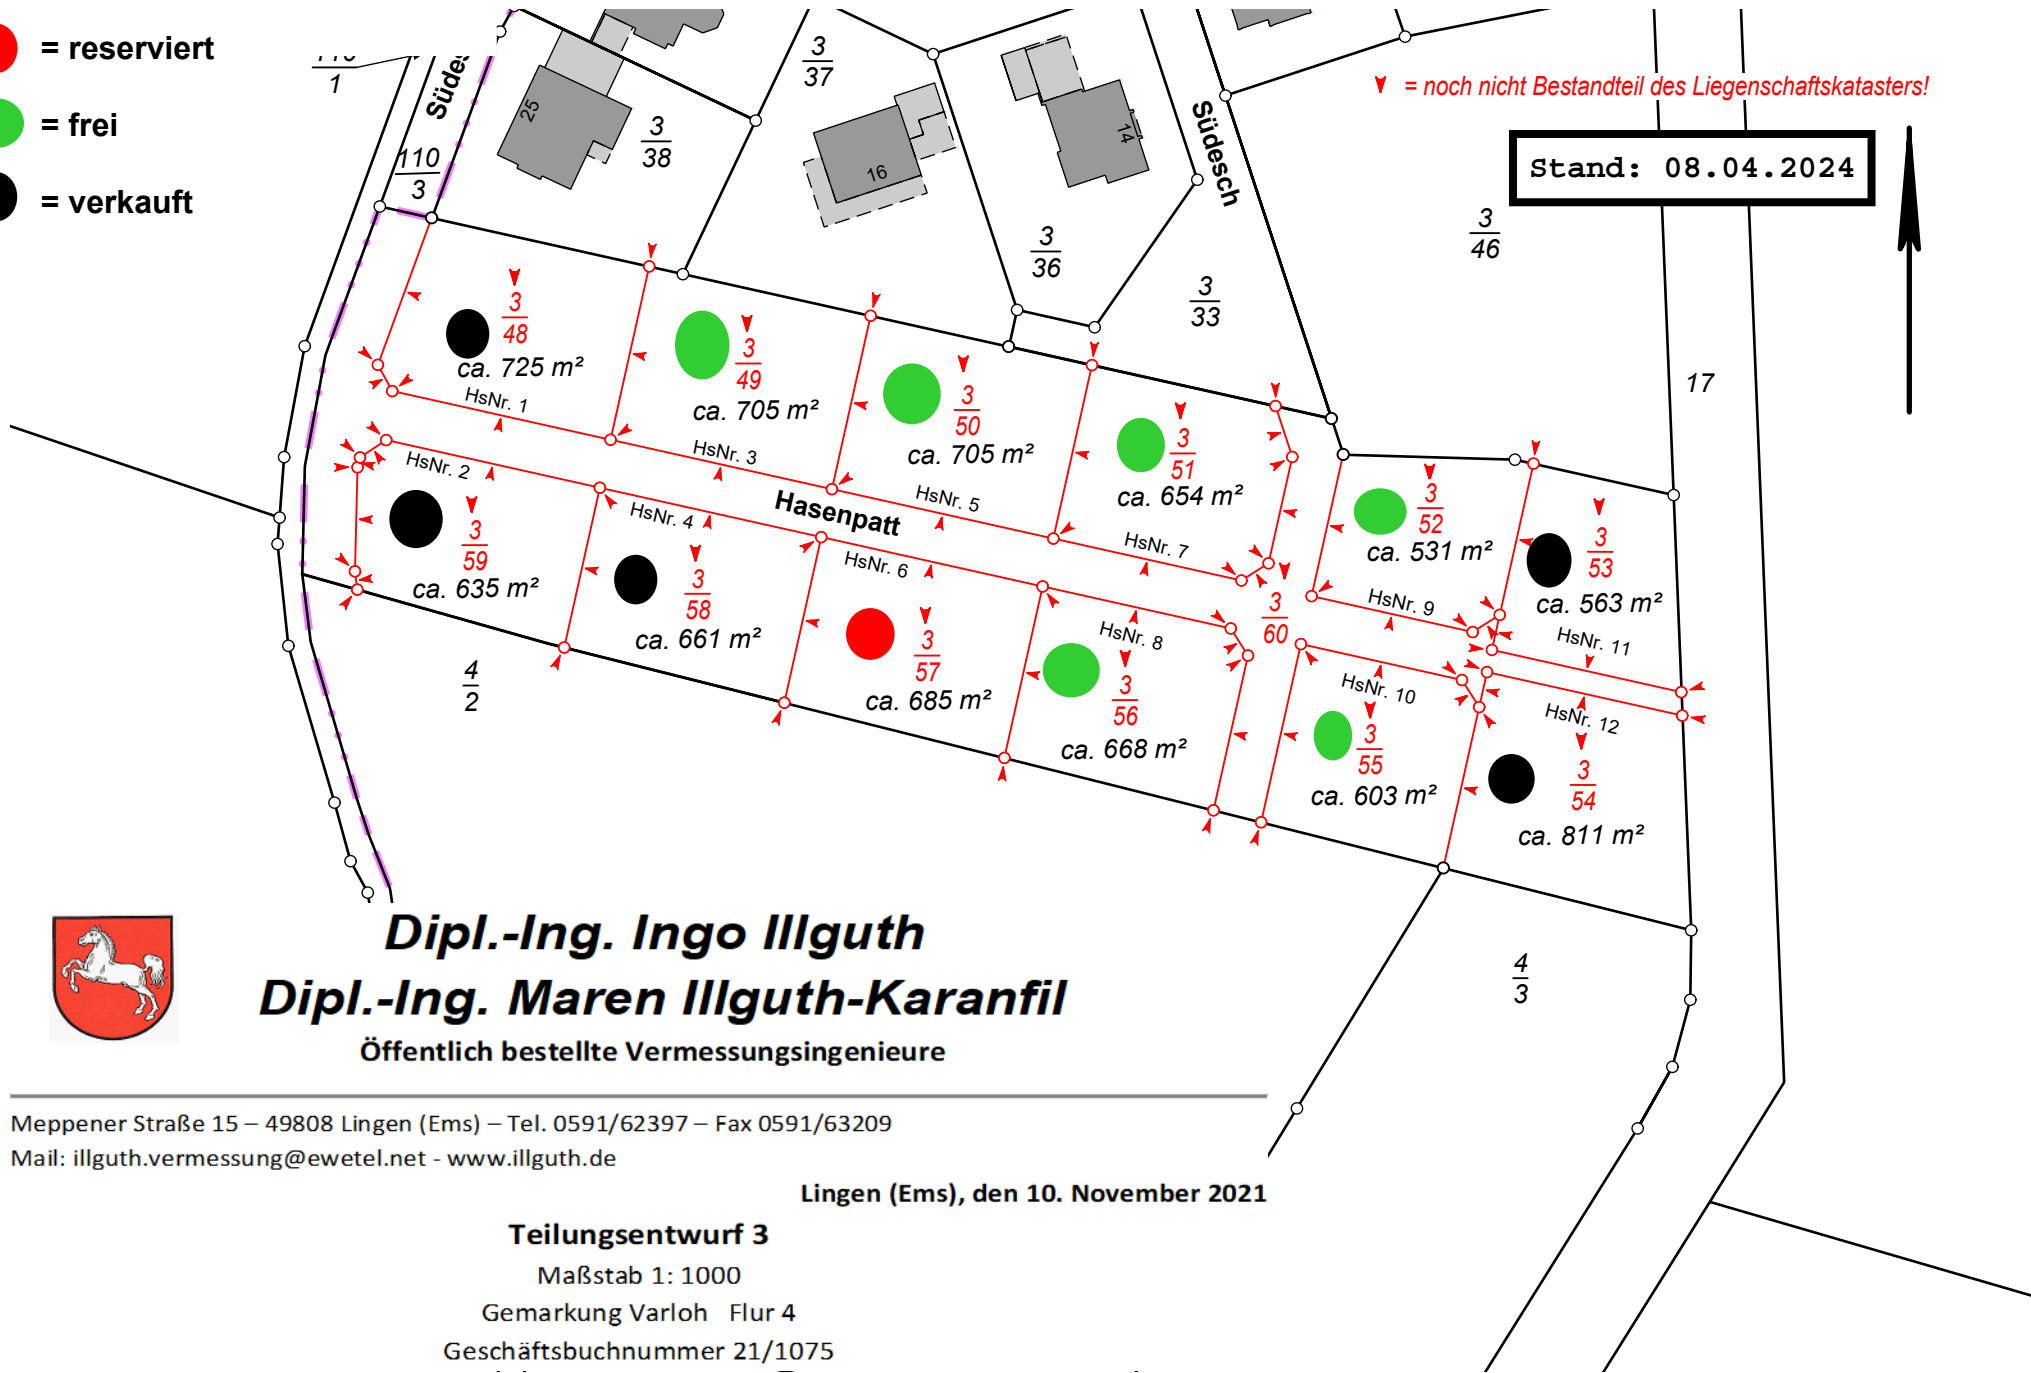 = reserviert
= frei
= verkauft
1
Südes
25
3
38
3
37
16
14
Südesch
= noch nicht Bestandteil des Liegenschaftskatasters!
Stand: 08.04.2024
110
3
3
36
3
33
3
46
17
3
48
ca. 725 m²
HsNr. 1
3
49
ca. 705 m²
HsNr. 3
3
50
ca. 705 m²
HsNr. 5
3
51
ca. 654 m²
HsNr. 7
3
52
ca. 531 m²
HsNr. 9
3
53
ca. 563 m²
HsNr. 11
Hasenpatt
HsNr. 2
3
59
ca. 635 m²
HsNr. 4
3
58
ca. 661 m²
HsNr. 6
3
57
ca. 685 m²
HsNr. 8
3
56
ca. 668 m²
3
60
HsNr. 10
3
55
ca. 603 m²
HsNr. 12
3
54
ca. 811 m²
4
2
4
3
Dipl.-Ing. Ingo Illguth
Dipl.-Ing. Maren Illguth-Karanfil
Öffentlich bestellte Vermessungsingenieure
Meppener Straße 15 – 49808 Lingen (Ems) – Tel. 0591/62397 – Fax 0591/63209
Mail: illguth.vermessung@ewetel.net - www.illguth.de
Lingen (Ems), den 10. November 2021
Teilungsentwurf 3
Maßstab 1: 1000
Gemarkung Varloh Flur 4
Geschäftsbuchnummer 21/1075